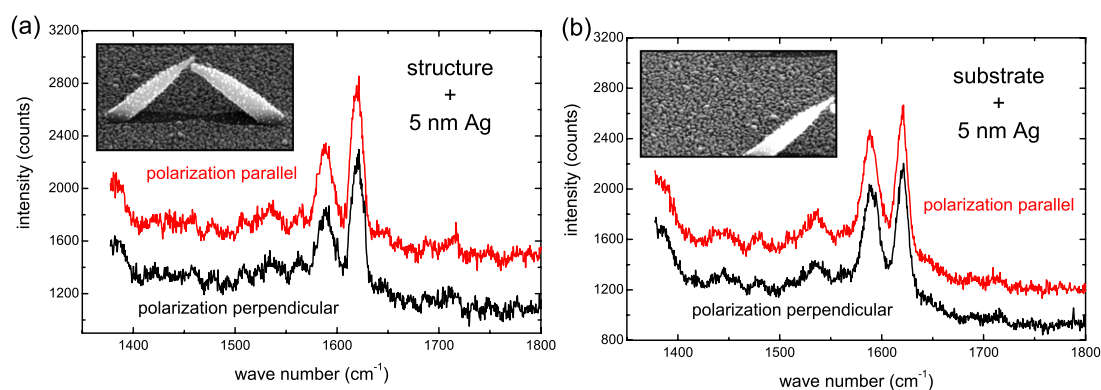 (a)
3200
2800
2400
2000
1600
1200
intensity (counts)
structure
+
5 nm Ag
polarization parallel
polarization perpendicular
1400 1500 1600 1700 1800
wave number (cm⁻¹)
(b)
3200
2800
2400
2000
1600
1200
800
intensity (counts)
substrate
+
5 nm Ag
polarization parallel
polarization perpendicular
1400 1500 1600 1700 1800
wave number (cm⁻¹)